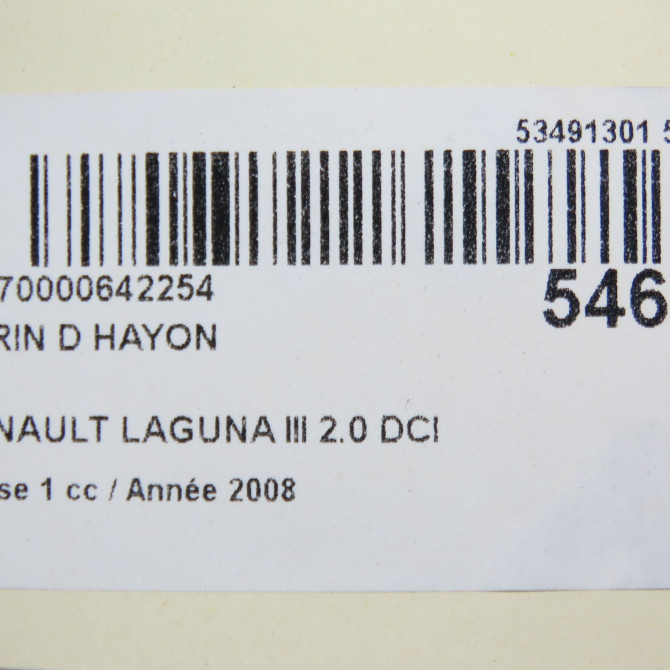 53491301 5
70000642254
546
RIN D HAYON
NAULT LAGUNA III 2.0 DCI
se 1 cc / Année 2008